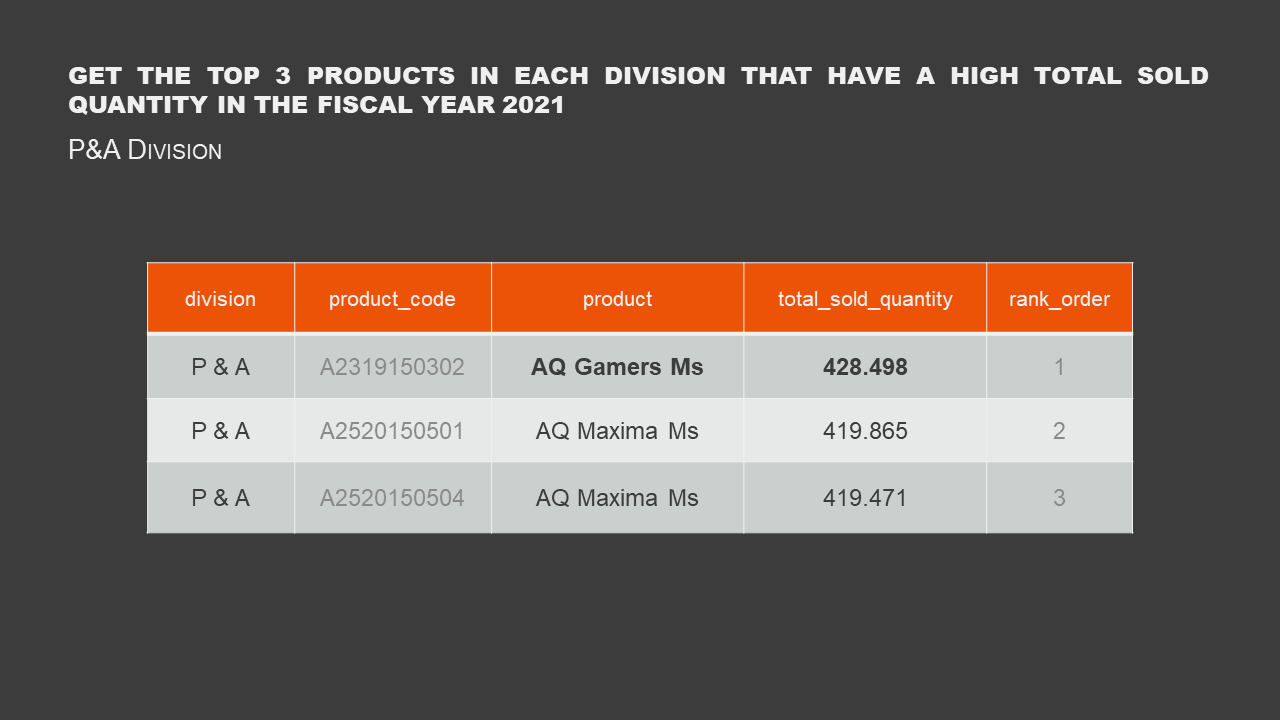 GET THE TOP 3 PRODUCTS IN EACH DIVISION THAT HAVE A HIGH TOTAL SOLD
QUANTITY IN THE FISCAL YEAR 2021
P&A DIVISION
division product_code product total_sold_quantity rank_order
P & A A2319150302 AQ Gamers Ms 428.498 1
P & A A2520150501 AQ Maxima Ms 419.865 2
P & A A2520150504 AQ Maxima Ms 419.471 3